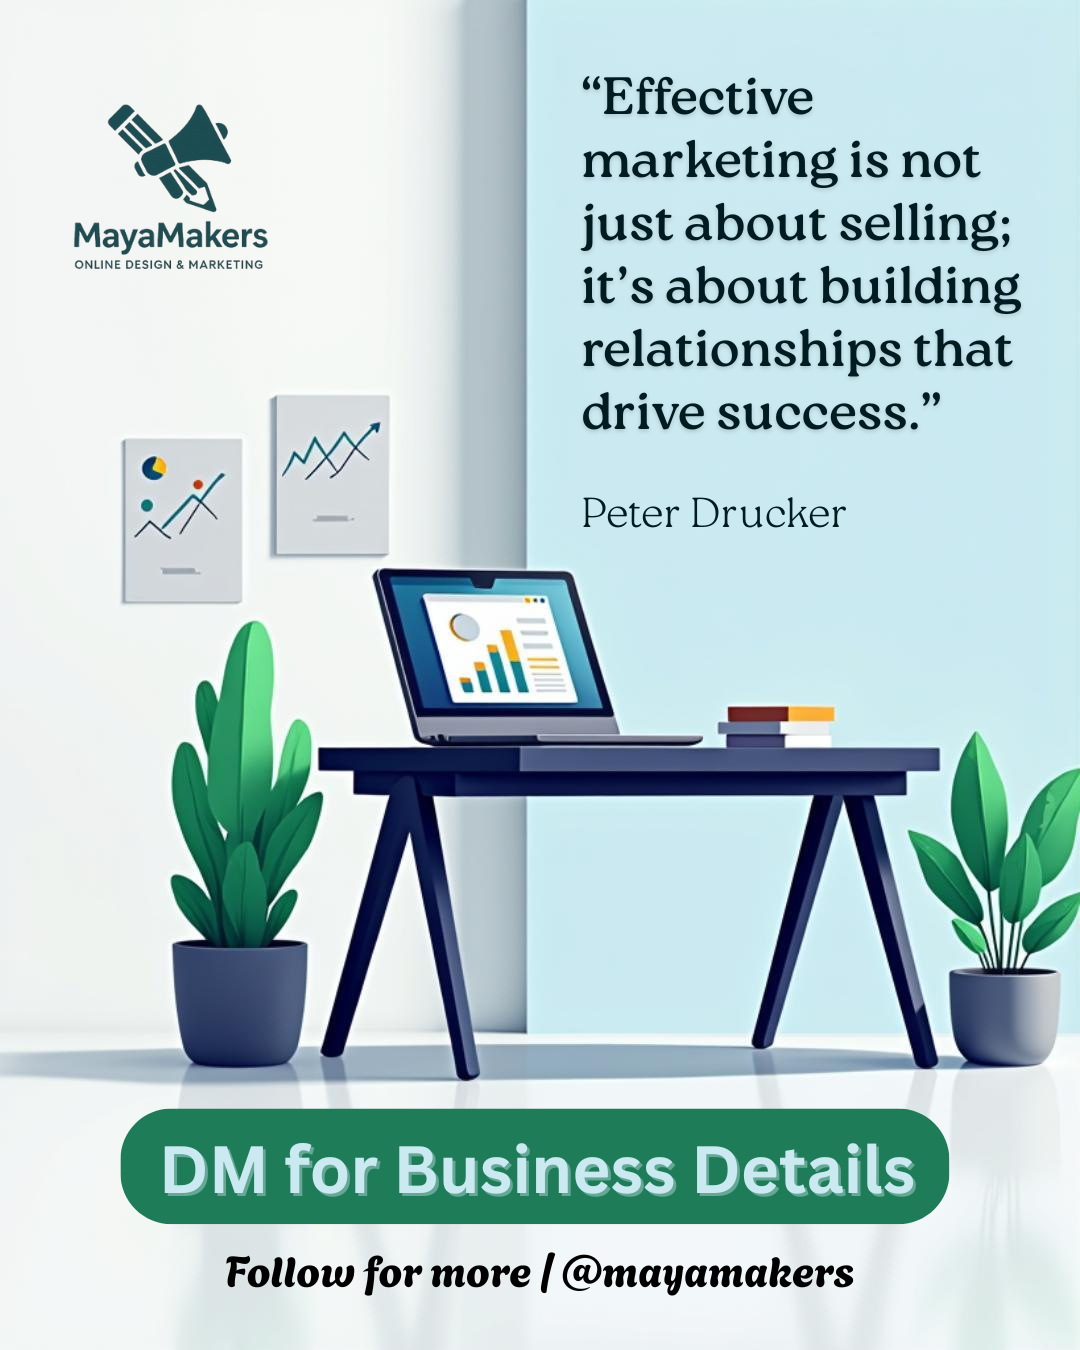 MayaMakers
ONLINE DESIGN & MARKETING
“Effective
marketing is not
just about selling;
it’s about building
relationships that
drive success.”
Peter Drucker
DM for Business Details
Follow for more / @mayamakers